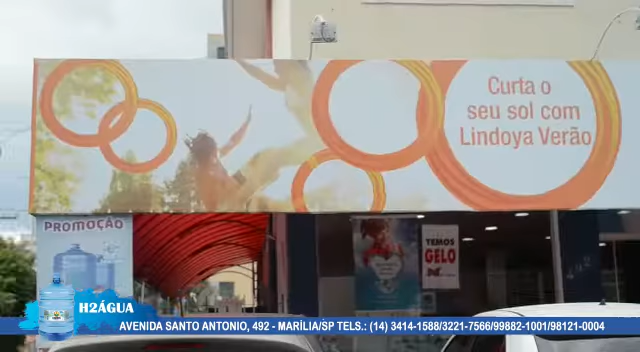 Curta o
seu sol com
Lindoya Verão
PROMOÇÃO
TEMOS
GELO
H2ÁGUA
AVENIDA SANTO ANTONIO, 492 - MARÍLIA/SP TELS.: (14) 3414-1588/3221-7566/99882-1001/98121-0004